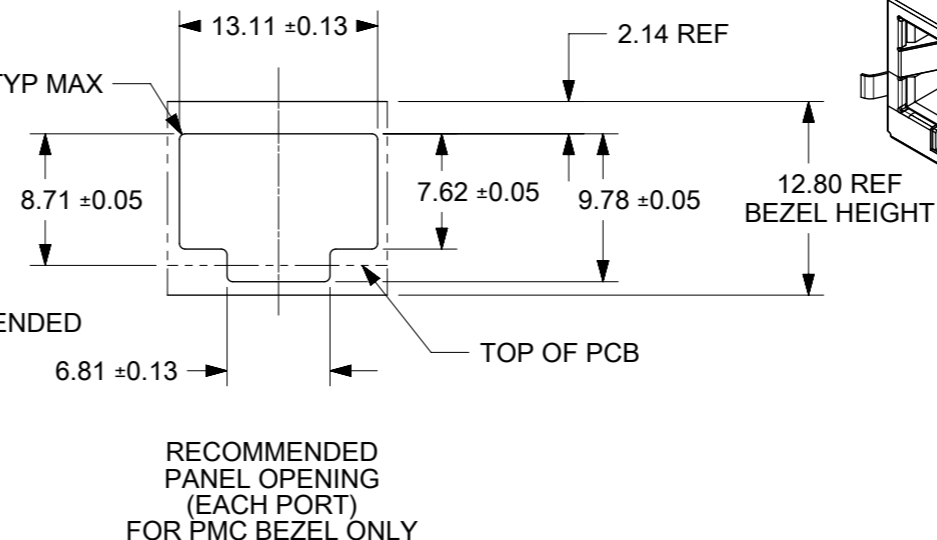 13.11 ±0.13
2.14 REF
TYP MAX
8.71 ±0.05
7.62 ±0.05
9.78 ±0.05
12.80 REF
BEZEL HEIGHT
TOP OF PCB
6.81 ±0.13
RECOMMENDED
PANEL OPENING
(EACH PORT)
FOR PMC BEZEL ONLY